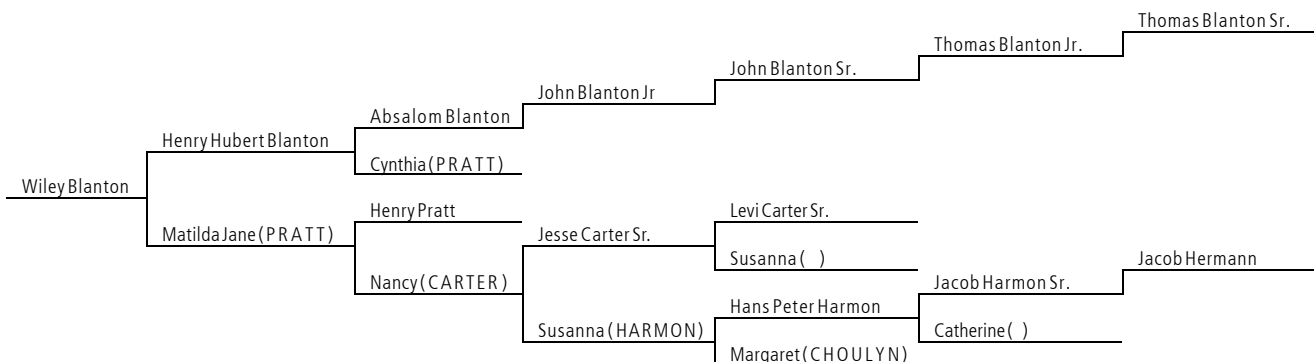 Thomas Blanton Sr.
Thomas Blanton Jr.
John Blanton Sr.
John Blanton Jr
Absalom Blanton
Henry Hubert Blanton
Cynthia (PRATT)
Wiley Blanton
Henry Pratt
Levi Carter Sr.
Matilda Jane (PRATT)
Jesse Carter Sr.
Susanna ( )
Jacob Hermann
Nancy (CARTER)
Jacob Harmon Sr.
Hans Peter Harmon
Susanna (HARMON)
Catherine ( )
Margaret (CHOULYN)